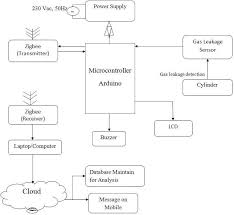 230 Vac, 50Hz
Power Supply
Zigbee
(Transmitter)
Gas Leakage
Sensor
Microcontroller
Arduino
Gas leakage detection
Cylinder
Zigbee
(Receiver)
Buzzer
LCD
Laptop/Computer
Database Maintain
for Analysis
Cloud
Message on
Mobile